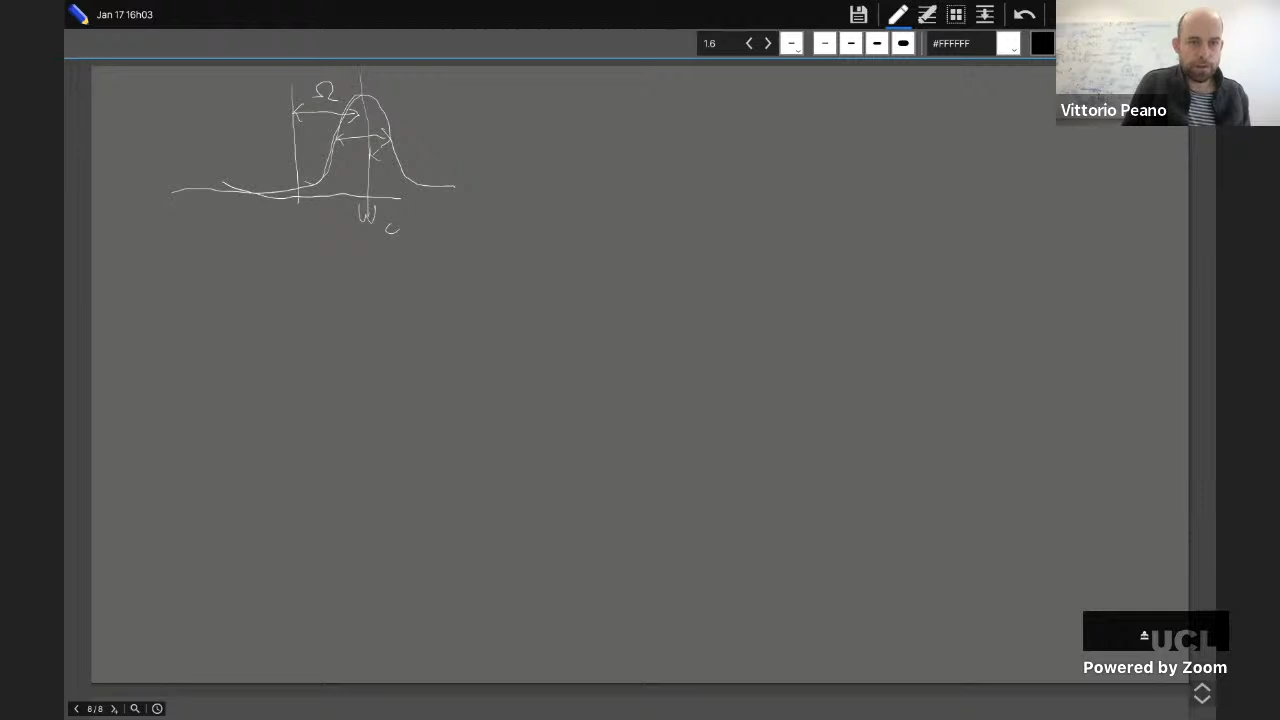 Jan 17 16h03
1.6
#FFFFFF
Vittorio Peano
Ω
κ
ω c
UCL
Powered by Zoom
8/8